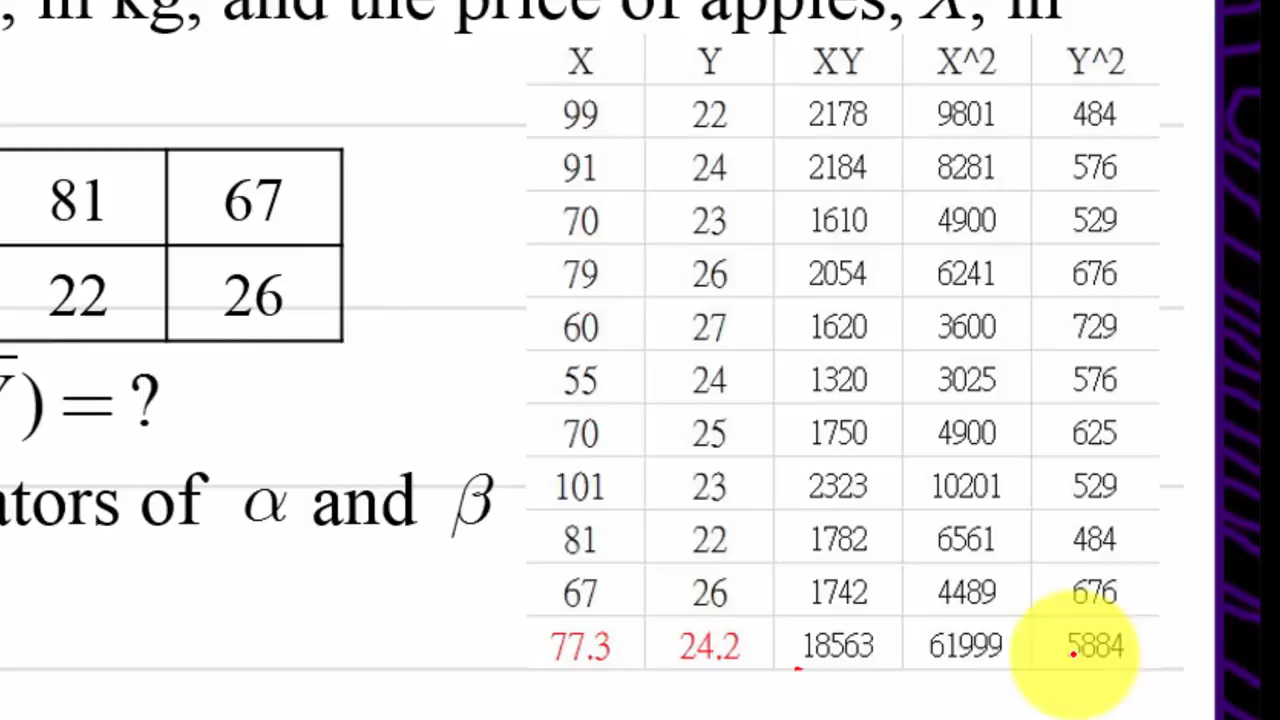 , in kg, and the price of apples, X, in
X Y XY X^2 Y^2
99 22 2178 9801 484
91 24 2184 8281 576
81 67
70 23 1610 4900 529
79 26 2054 6241 676
22 26
60 27 1620 3600 729
) = ?
55 24 1320 3025 576
70 25 1750 4900 625
ators of α and β
101 23 2323 10201 529
81 22 1782 6561 484
67 26 1742 4489 676
77.3 24.2 18563 61999 5884